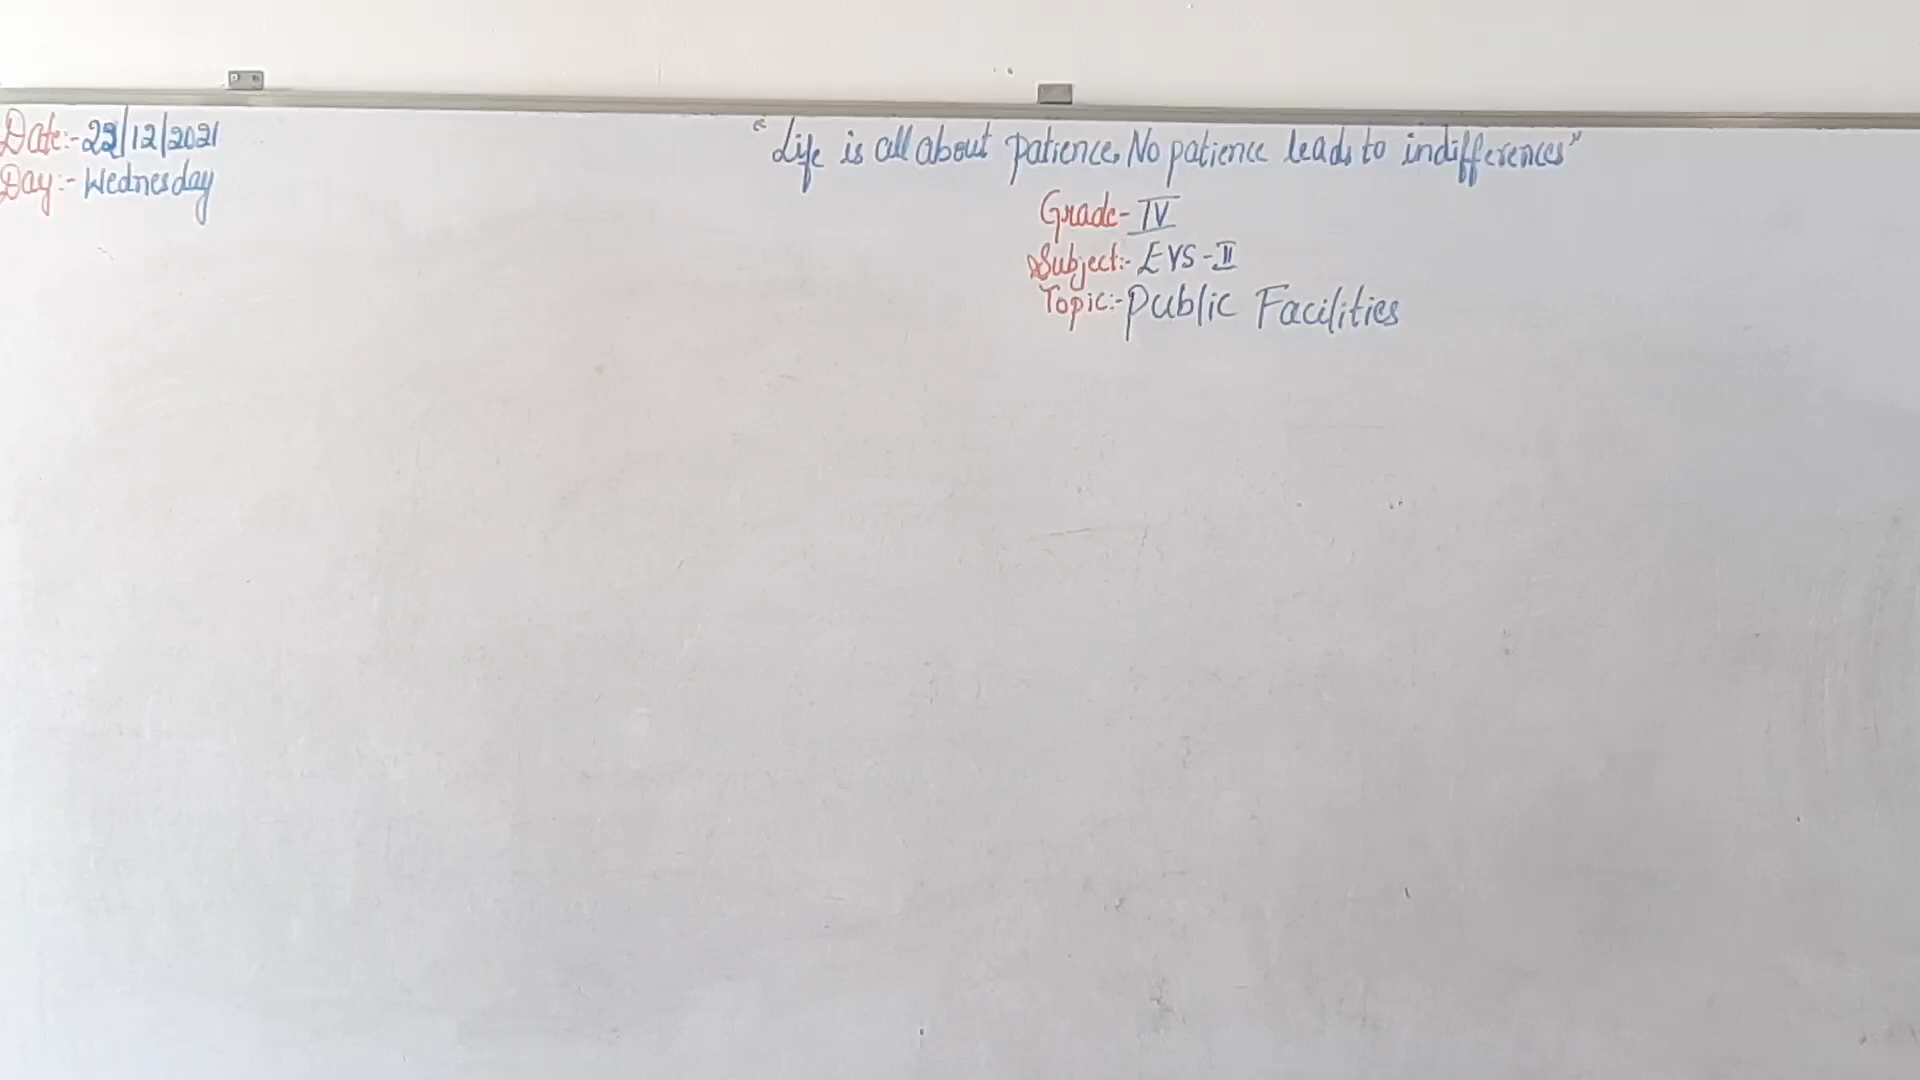 Date:- 22/12/2021
Day:- Wednesday
"Life is all about patience. No patience leads to indifferences"
Grade- IV
Subject:- EVS-II
Topic:- Public Facilities